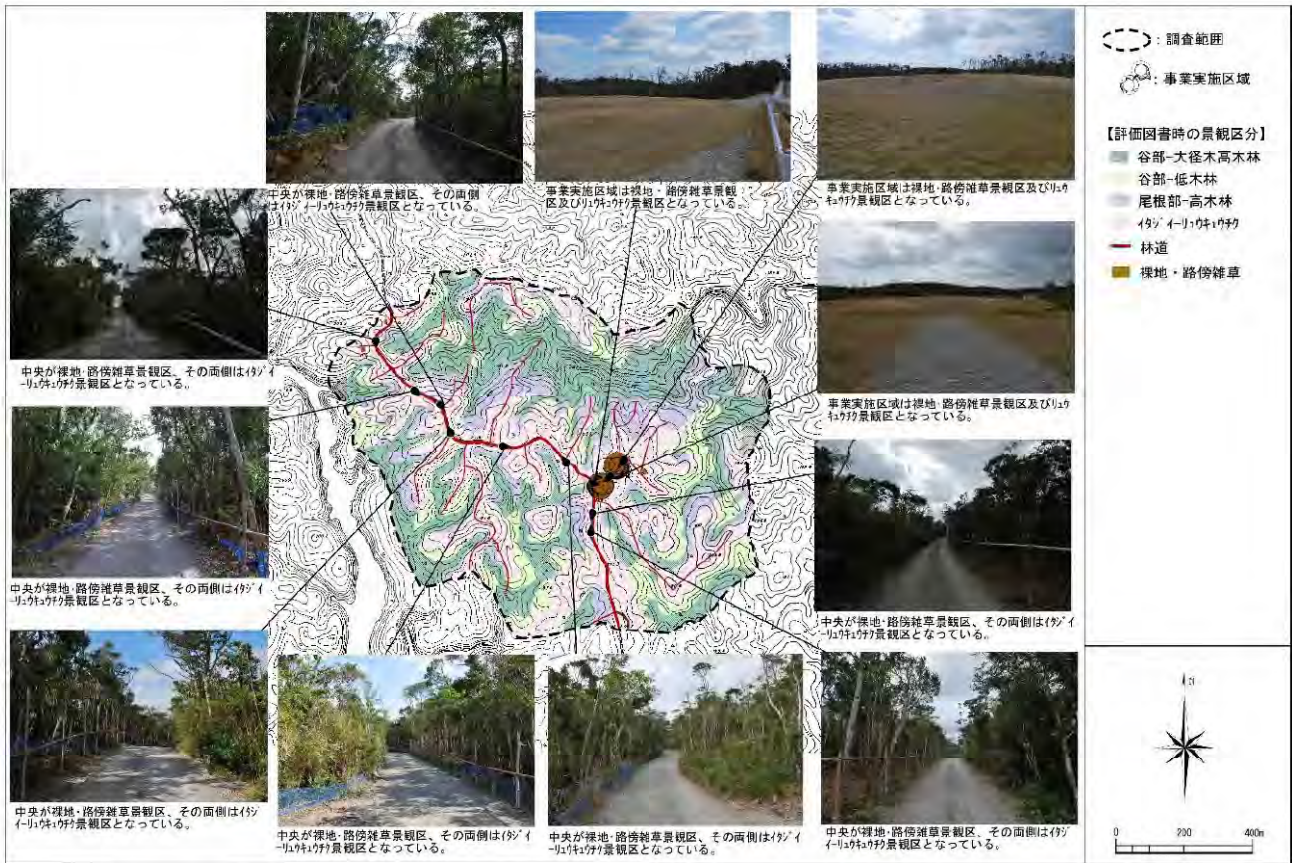 中央が裸地・路傍雑草景観区、その両側
はイタジイーリュウキュウチク景観区となっている。
事業実施区域は裸地・路傍雑草景観
区及びリュウキュウチク景観区となっている。
事業実施区域は裸地・路傍雑草景観区及びリュウ
キュウチク景観区となっている。
中央が裸地・路傍雑草景観区、その両側はイタジイ
ーリュウキュウチク景観区となっている。
事業実施区域は裸地・路傍雑草景観区及びリュウ
キュウチク景観区となっている。
中央が裸地・路傍雑草景観区、その両側はイタジイ
ーリュウキュウチク景観区となっている。
中央が裸地・路傍雑草景観区、その両側はイタジイ
ーリュウキュウチク景観区となっている。
中央が裸地・路傍雑草景観区、その両側はイタジ
イーリュウキュウチク景観区となっている。
中央が裸地・路傍雑草景観区、その両側はイタジ
イーリュウキュウチク景観区となっている。
中央が裸地・路傍雑草景観区、その両側はイタジイ
ーリュウキュウチク景観区となっている。
中央が裸地・路傍雑草景観区、その両側はイタジ
イーリュウキュウチク景観区となっている。
：調査範囲
：事業実施区域
【評価図書時の景観区分】
谷部-大径木高木林
谷部-低木林
尾根部-高木林
イタジイーリュウキュウチク
林道
裸地・路傍雑草
N
0 200 400m